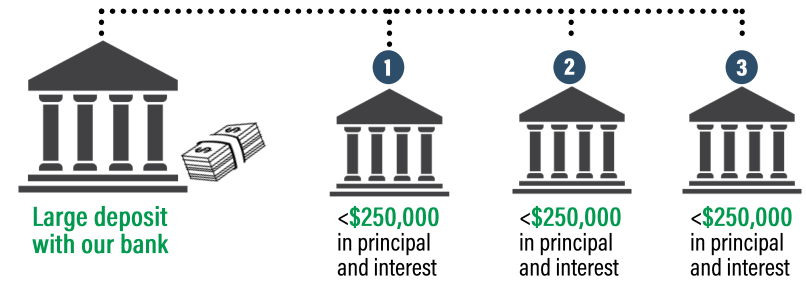 1
2
3
$
$
Large deposit
with our bank
<$250,000
in principal
and interest
<$250,000
in principal
and interest
<$250,000
in principal
and interest